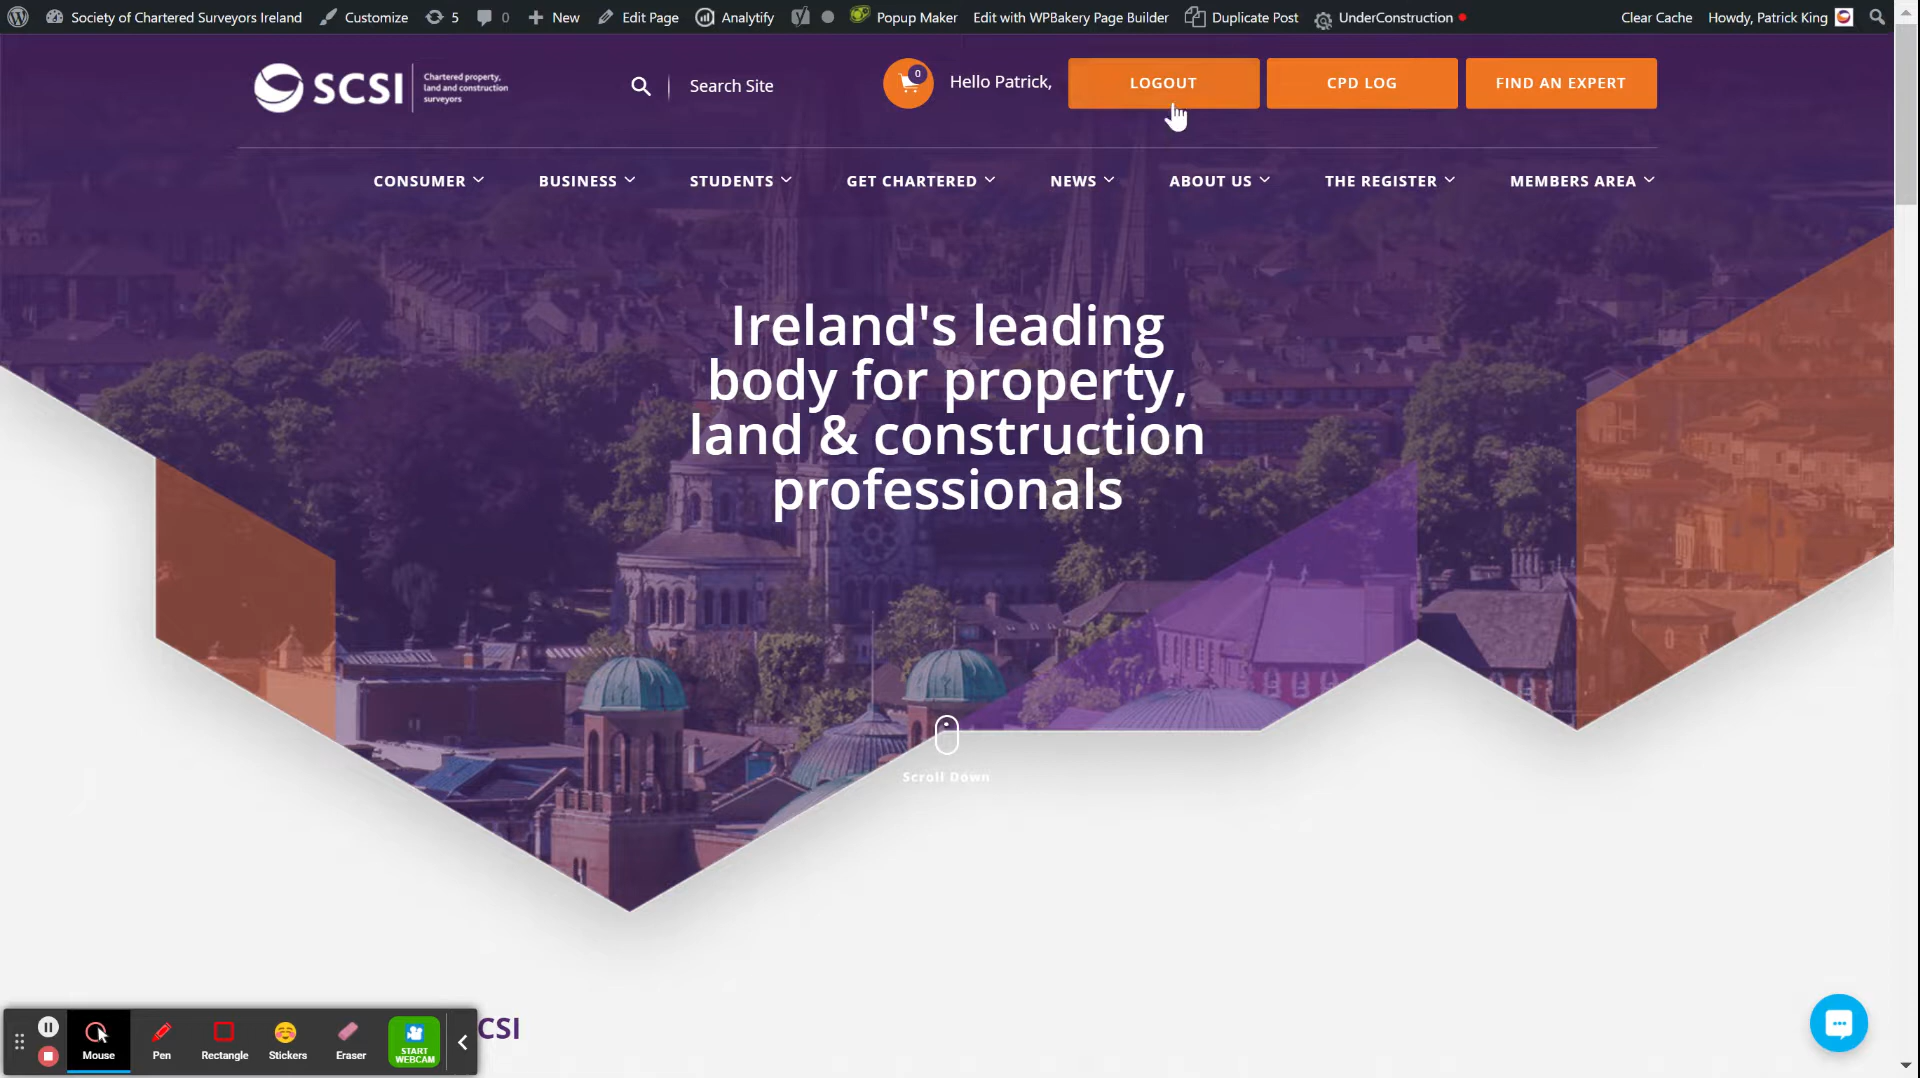 Society of Chartered Surveyors Ireland Customize 5 0 New Edit Page Analytify Popup Maker Edit with WPBakery Page Builder Duplicate Post UnderConstruction Clear Cache Howdy, Patrick King
SCSI Chartered property,
land and construction
surveyors
Search Site
0
Hello Patrick,
LOGOUT
CPD LOG
FIND AN EXPERT
CONSUMER BUSINESS STUDENTS GET CHARTERED NEWS ABOUT US THE REGISTER MEMBERS AREA
Ireland's leading
body for property,
land & construction
professionals
Scroll Down
CSI
Mouse Pen Rectangle Stickers Eraser START
WEBCAM